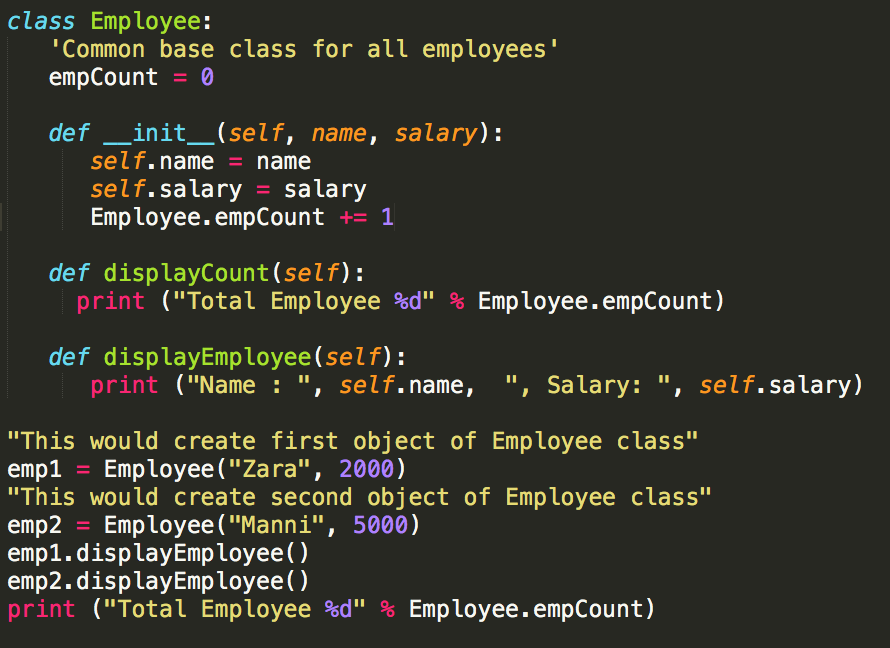 class Employee:
   'Common base class for all employees'
   empCount = 0

   def __init__(self, name, salary):
      self.name = name
      self.salary = salary
      Employee.empCount += 1

   def displayCount(self):
     print ("Total Employee %d" % Employee.empCount)

   def displayEmployee(self):
      print ("Name : ", self.name,  ", Salary: ", self.salary)

"This would create first object of Employee class"
emp1 = Employee("Zara", 2000)
"This would create second object of Employee class"
emp2 = Employee("Manni", 5000)
emp1.displayEmployee()
emp2.displayEmployee()
print ("Total Employee %d" % Employee.empCount)